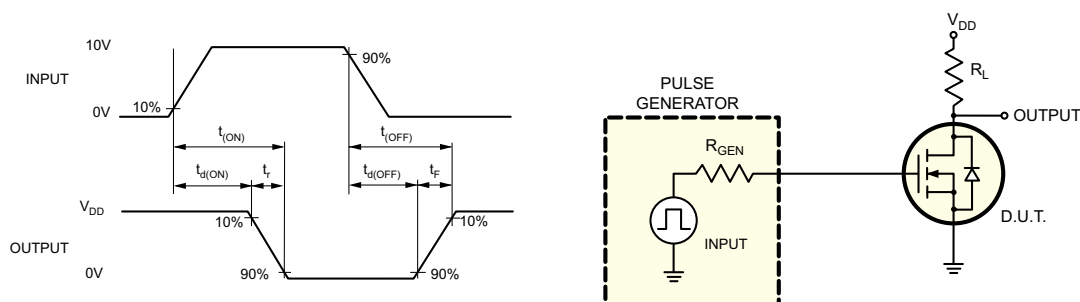 10V
90%
INPUT
10%
0V
t(ON)
t(OFF)
td(ON)
tr
td(OFF)
tF
VDD
10%
10%
OUTPUT
0V
90%
90%
VDD
RL
PULSE
GENERATOR
OUTPUT
RGEN
D.U.T.
INPUT